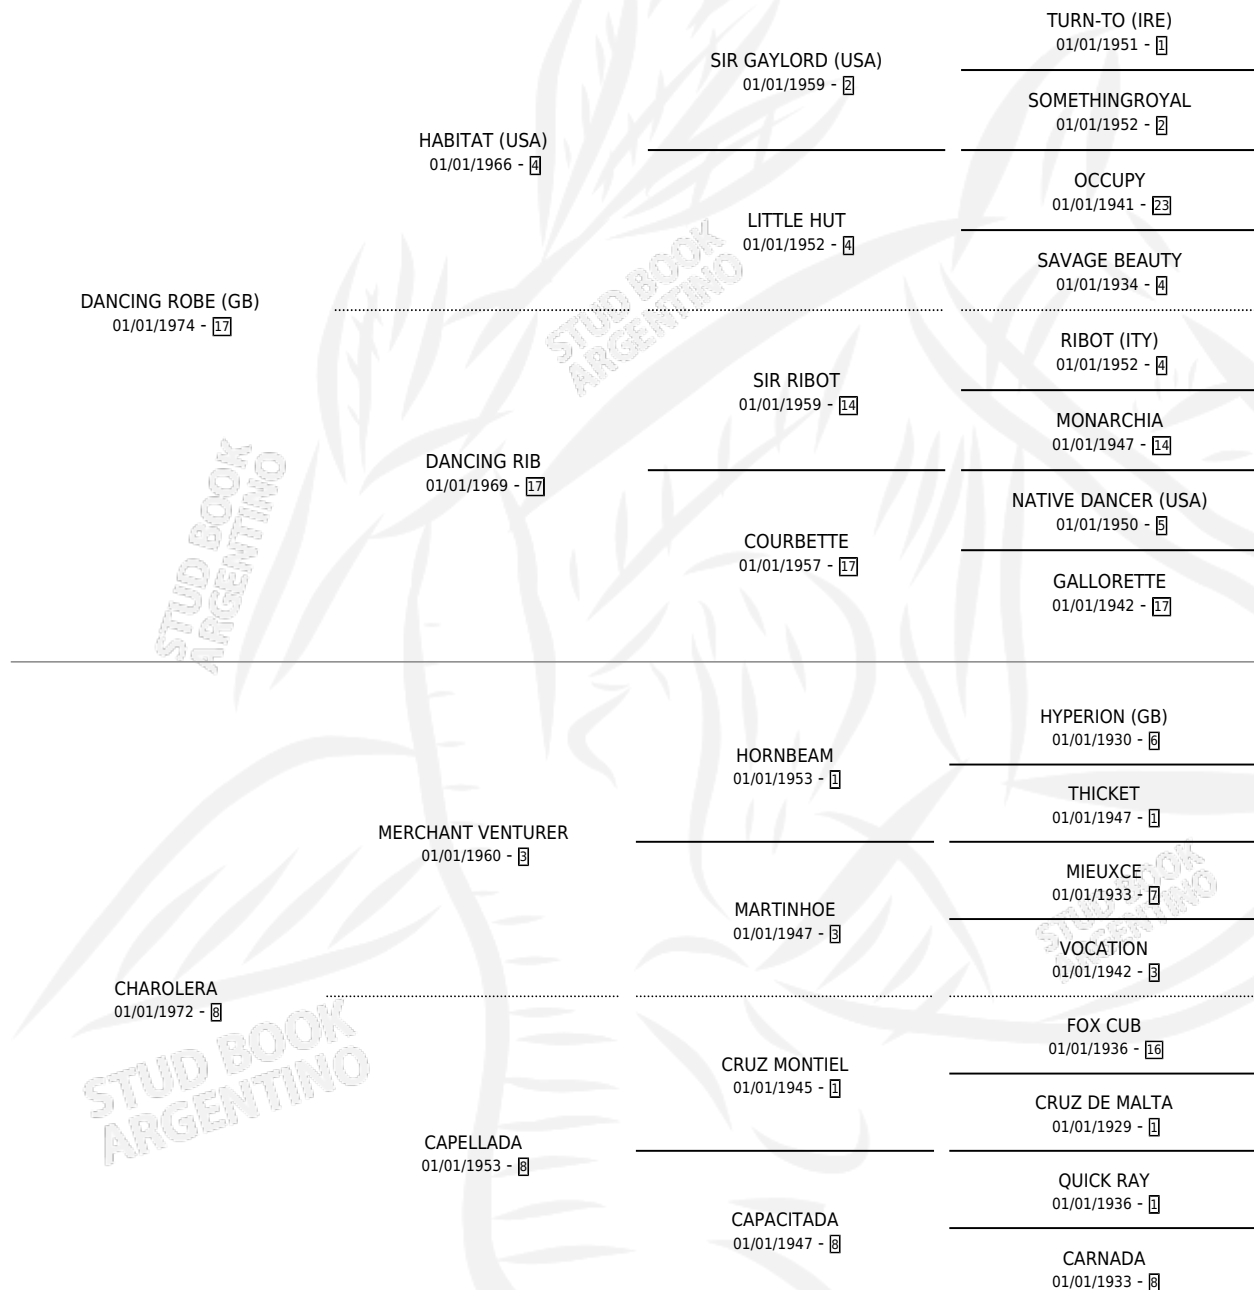 TURN-TO (IRE)
01/01/1951 - 1
SIR GAYLORD (USA)
01/01/1959 - 2
SOMETHINGROYAL
01/01/1952 - 2
HABITAT (USA)
01/01/1966 - 4
OCCUPY
01/01/1941 - 23
LITTLE HUT
01/01/1952 - 4
SAVAGE BEAUTY
01/01/1934 - 4
DANCING ROBE (GB)
01/01/1974 - 17
RIBOT (ITY)
01/01/1952 - 4
SIR RIBOT
01/01/1959 - 14
MONARCHIA
01/01/1947 - 14
DANCING RIB
01/01/1969 - 17
NATIVE DANCER (USA)
01/01/1950 - 5
COURBETTE
01/01/1957 - 17
GALLORETTE
01/01/1942 - 17
HYPERION (GB)
01/01/1930 - 6
HORNBEAM
01/01/1953 - 1
THICKET
01/01/1947 - 1
MERCHANT VENTURER
01/01/1960 - 3
MIEUXCE
01/01/1933 - 7
MARTINHOE
01/01/1947 - 3
VOCATION
01/01/1942 - 3
CHAROLERA
01/01/1972 - 8
FOX CUB
01/01/1936 - 16
CRUZ MONTIEL
01/01/1945 - 1
CRUZ DE MALTA
01/01/1929 - 1
CAPELLADA
01/01/1953 - 8
QUICK RAY
01/01/1936 - 1
CAPACITADA
01/01/1947 - 8
CARNADA
01/01/1933 - 8
STUD BOOK
ARGENTINO
STUD BOOK
ARGENTINO
STUD BOOK
ARGENTINO
STUD BOOK
ARGENTINO